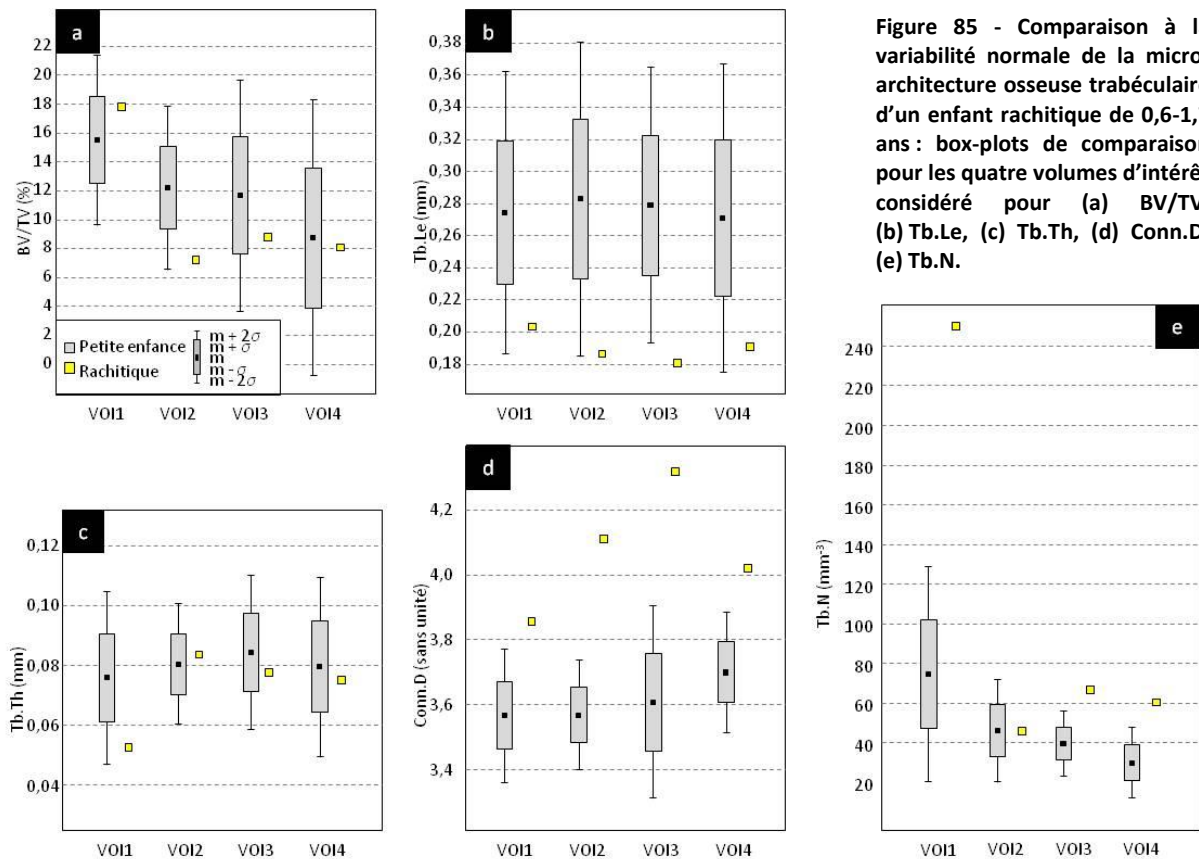 a
22
20
18
16
14
12
10
8
6
4
2
0
BV/TV (%)
Petite enfance
Rachitique
m + 2σ
m + σ
m
m - σ
m - 2σ
VOI1 VOI2 VOI3 VOI4
b
0,38
0,36
0,34
0,32
0,30
0,28
0,26
0,24
0,22
0,20
0,18
Tb.Le (mm)
VOI1 VOI2 VOI3 VOI4
Figure 85 - Comparaison à l
variabilité normale de la micro
architecture osseuse trabéculaire
d'un enfant rachitique de 0,6-1,
ans : box-plots de comparaison
pour les quatre volumes d'intérê
considéré pour (a) BV/TV
(b) Tb.Le, (c) Tb.Th, (d) Conn.D
(e) Tb.N.
c
0,12
0,10
0,08
0,06
0,04
Tb.Th (mm)
VOI1 VOI2 VOI3 VOI4
d
4,2
4,0
3,8
3,6
3,4
Conn.D (sans unité)
VOI1 VOI2 VOI3 VOI4
e
240
220
200
180
160
140
120
100
80
60
40
20
Tb.N (mm-³)
VOI1 VOI2 VOI3 VOI4